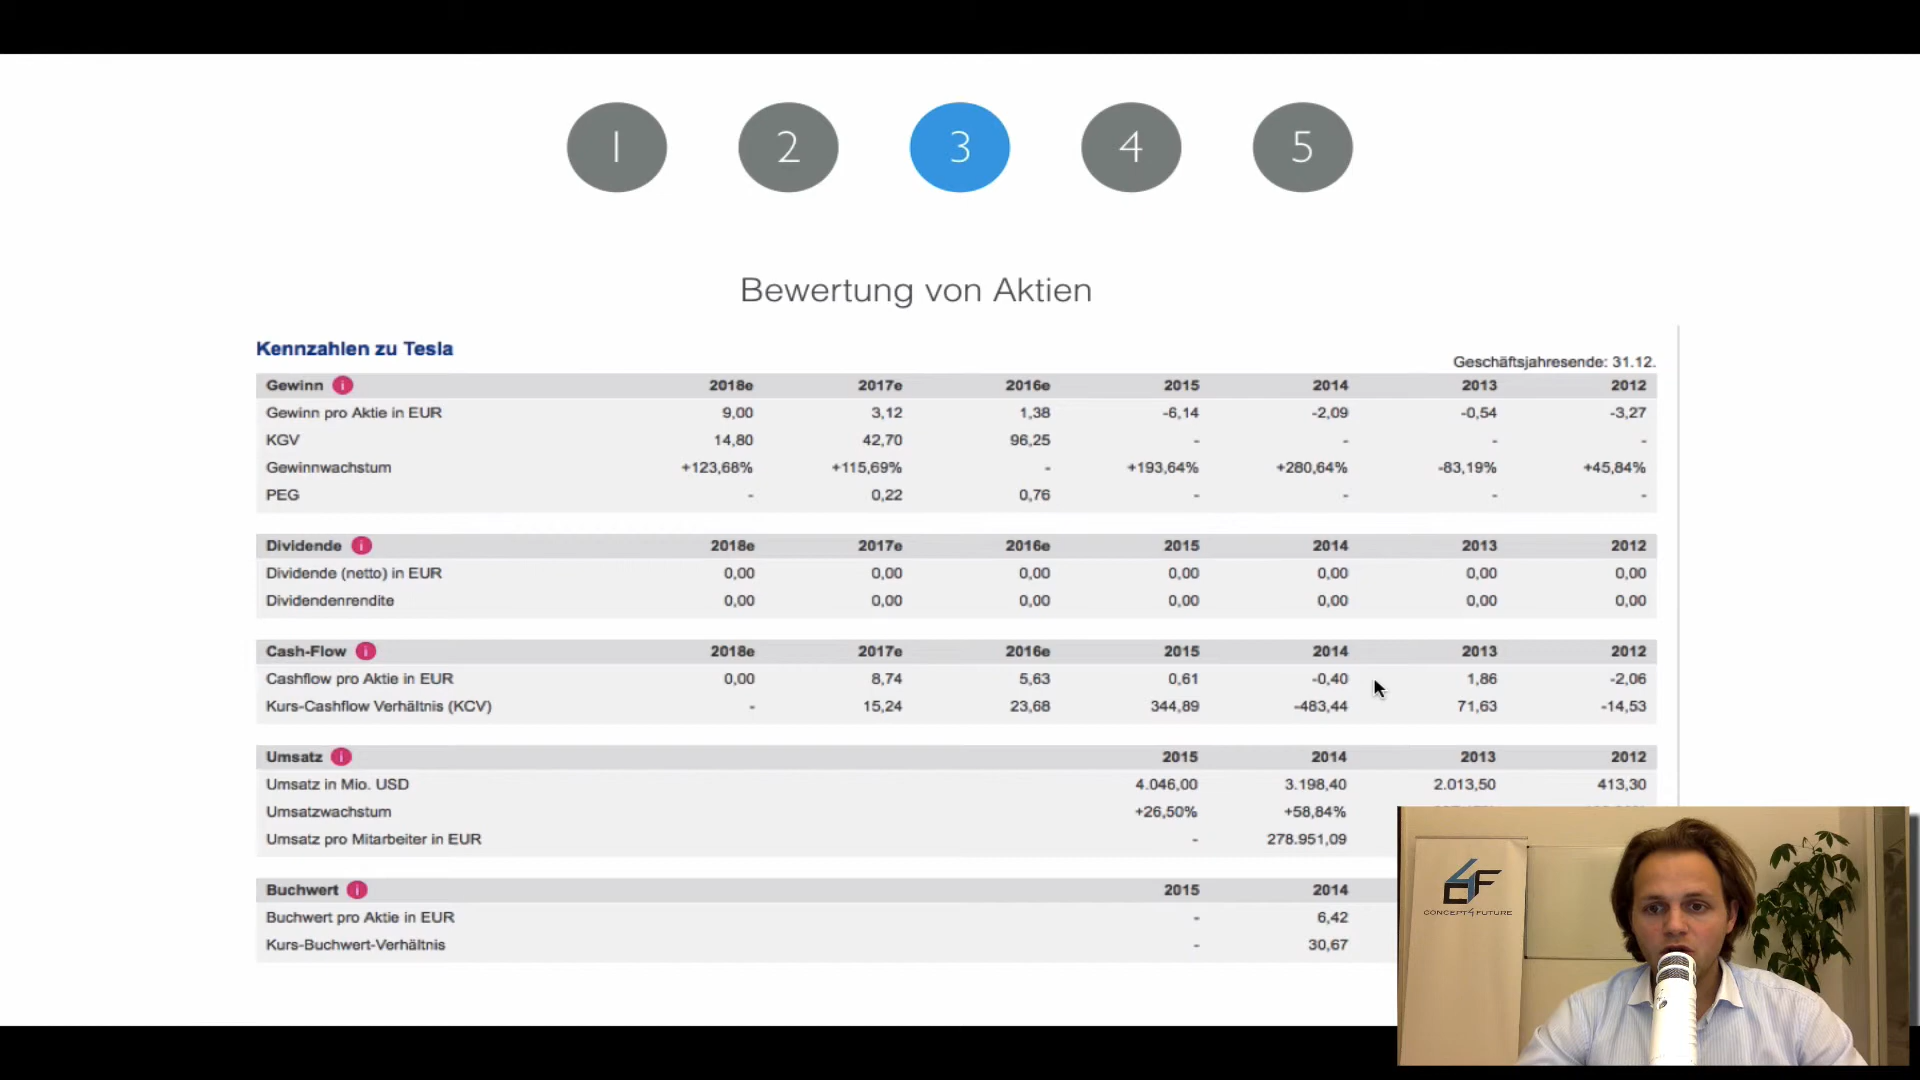 1 2 3 4 5
Bewertung von Aktien
Kennzahlen zu Tesla
Geschäftsjahresende: 31.12.
Gewinn i 2018e 2017e 2016e 2015 2014 2013 2012
Gewinn pro Aktie in EUR 9,00 3,12 1,38 -6,14 -2,09 -0,54 -3,27
KGV 14,80 42,70 96,25 - - - -
Gewinnwachstum +123,68% +115,69% - +193,64% +280,64% -83,19% +45,84%
PEG - 0,22 0,76 - - - -
Dividende i 2018e 2017e 2016e 2015 2014 2013 2012
Dividende (netto) in EUR 0,00 0,00 0,00 0,00 0,00 0,00 0,00
Dividendenrendite 0,00 0,00 0,00 0,00 0,00 0,00 0,00
Cash-Flow i 2018e 2017e 2016e 2015 2014 2013 2012
Cashflow pro Aktie in EUR 0,00 8,74 5,63 0,61 -0,40 1,86 -2,06
Kurs-Cashflow Verhältnis (KCV) - 15,24 23,68 344,89 -483,44 71,63 -14,53
Umsatz i 2015 2014 2013 2012
Umsatz in Mio. USD 4.046,00 3.198,40 2.013,50 413,30
Umsatzwachstum +26,50% +58,84%
Umsatz pro Mitarbeiter in EUR - 278.951,09
Buchwert i 2015 2014
Buchwert pro Aktie in EUR - 6,42
Kurs-Buchwert-Verhältnis - 30,67
C4F
CONCEPT4FUTURE